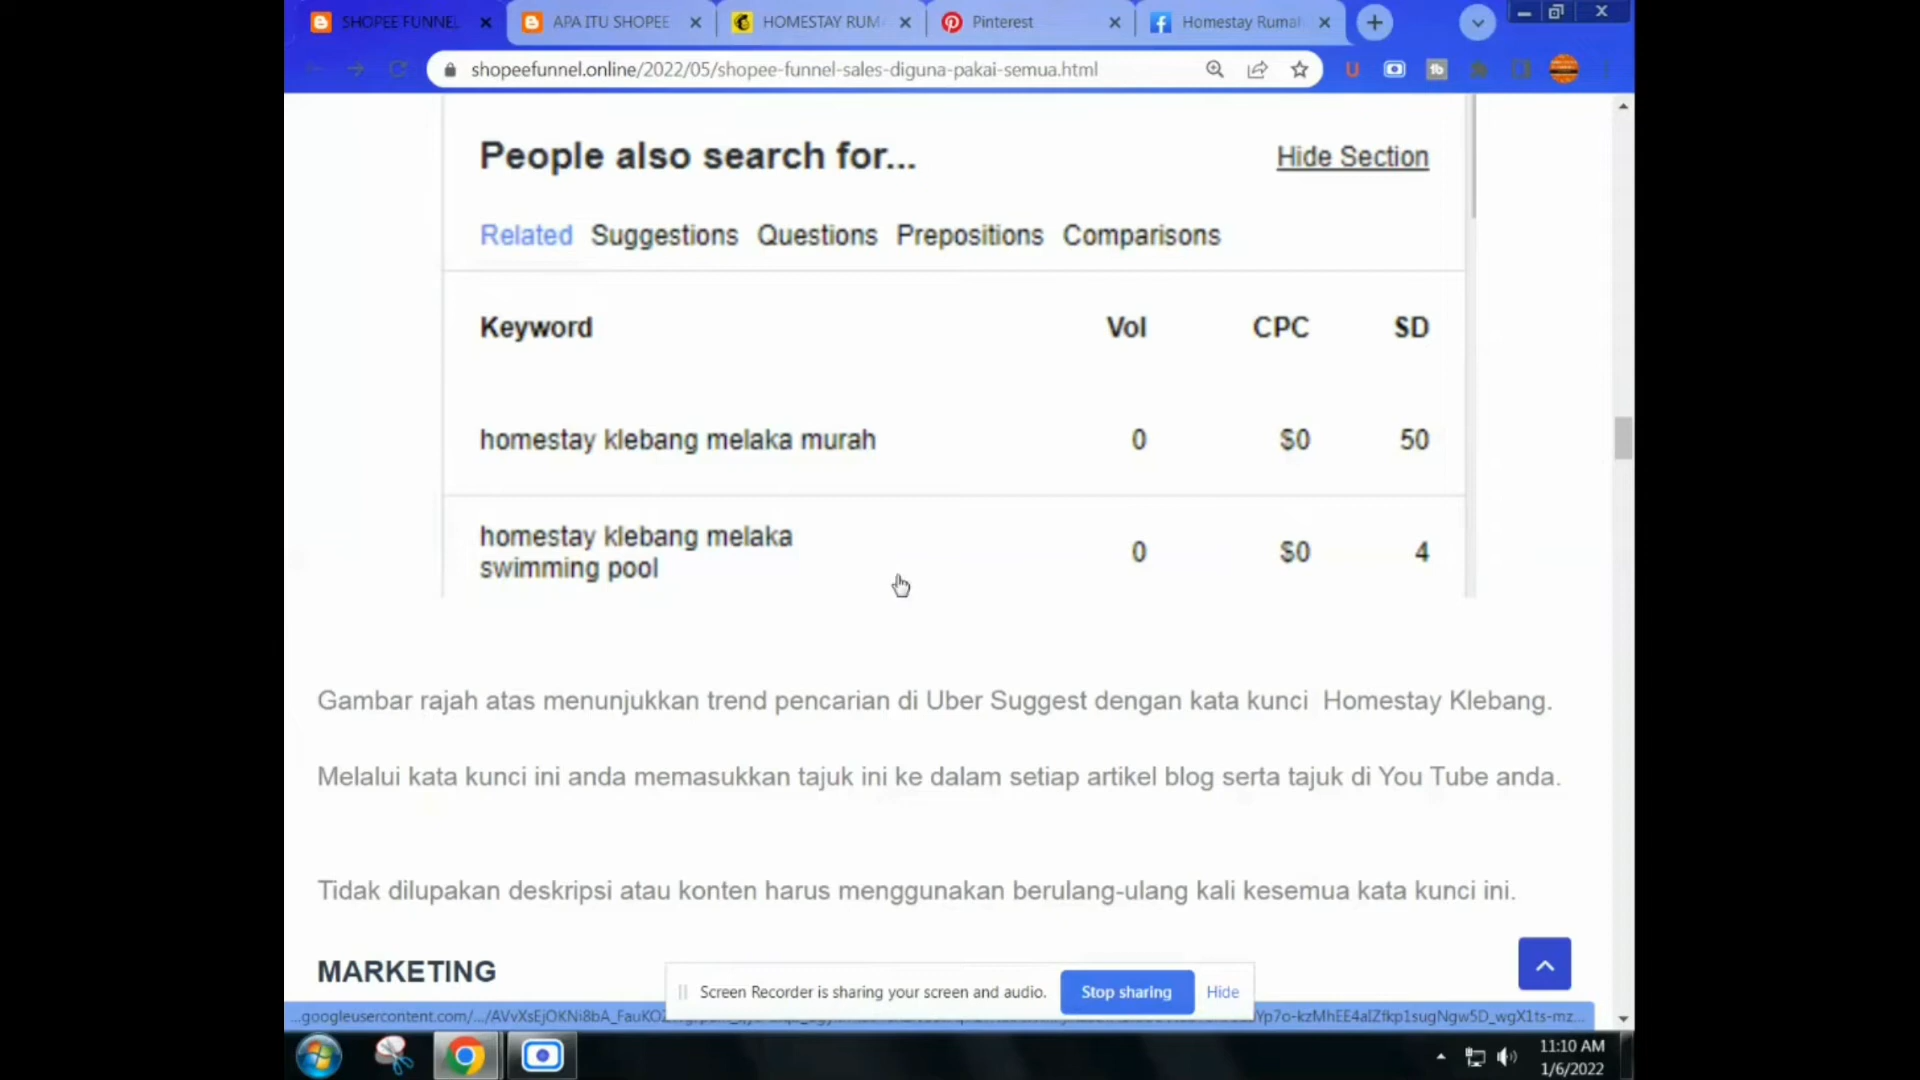 SHOPEE FUNNEL
APA ITU SHOPEE
HOMESTAY RUM
Pinterest
Homestay Rumah
shopeefunnel.online/2022/05/shopee-funnel-sales-diguna-pakai-semua.html
People also search for...
Hide Section
Related Suggestions Questions Prepositions Comparisons
Keyword Vol CPC SD
homestay klebang melaka murah 0 $0 50
homestay klebang melaka
swimming pool 0 $0 4
Gambar rajah atas menunjukkan trend pencarian di Uber Suggest dengan kata kunci Homestay Klebang.
Melalui kata kunci ini anda memasukkan tajuk ini ke dalam setiap artikel blog serta tajuk di You Tube anda.
Tidak dilupakan deskripsi atau konten harus menggunakan berulang-ulang kali kesemua kata kunci ini.
MARKETING
Screen Recorder is sharing your screen and audio.
Stop sharing
Hide
11:10 AM
1/6/2022